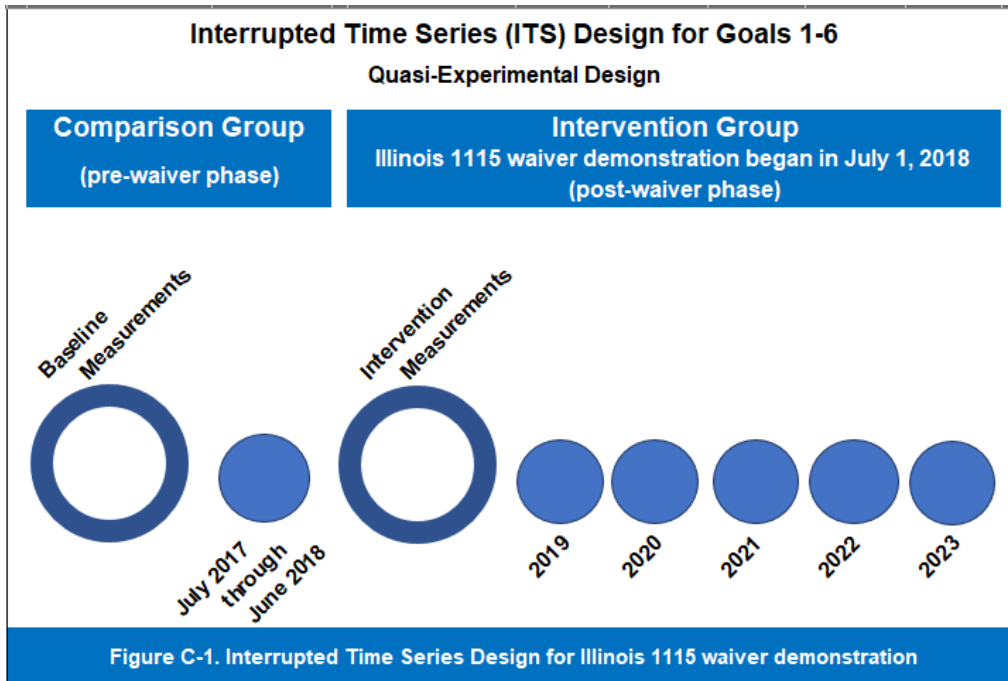 Interrupted Time Series (ITS) Design for Goals 1-6
Quasi-Experimental Design
Comparison Group
(pre-waiver phase)
Intervention Group
Illinois 1115 waiver demonstration began in July 1, 2018
(post-waiver phase)
Baseline
Measurements
Intervention
Measurements
July 2017
through
June 2018
2019
2020
2021
2022
2023
Figure C-1. Interrupted Time Series Design for Illinois 1115 waiver demonstration